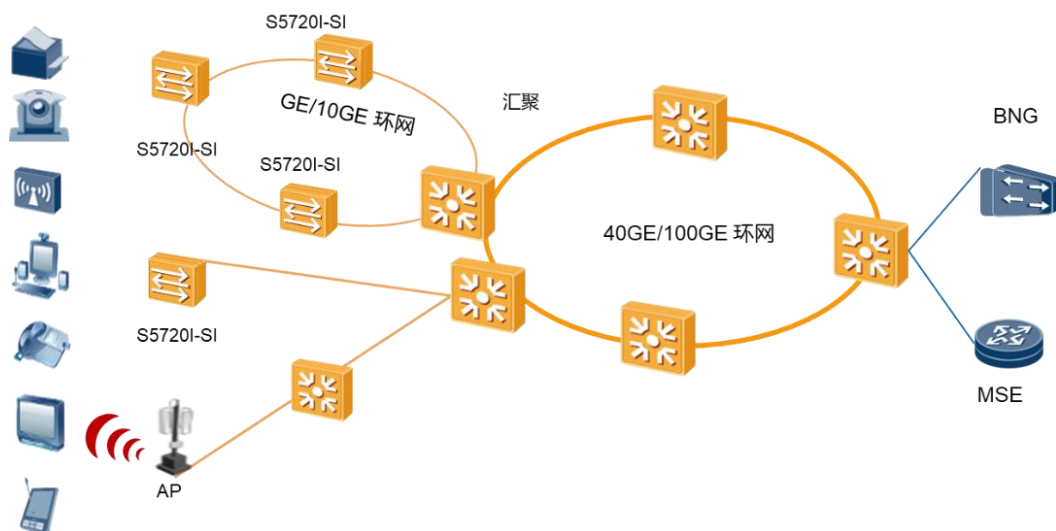 S5720I-SI
S5720I-SI
GE/10GE 环网
S5720I-SI
S5720I-SI
汇聚
40GE/100GE 环网
BNG
MSE
AP